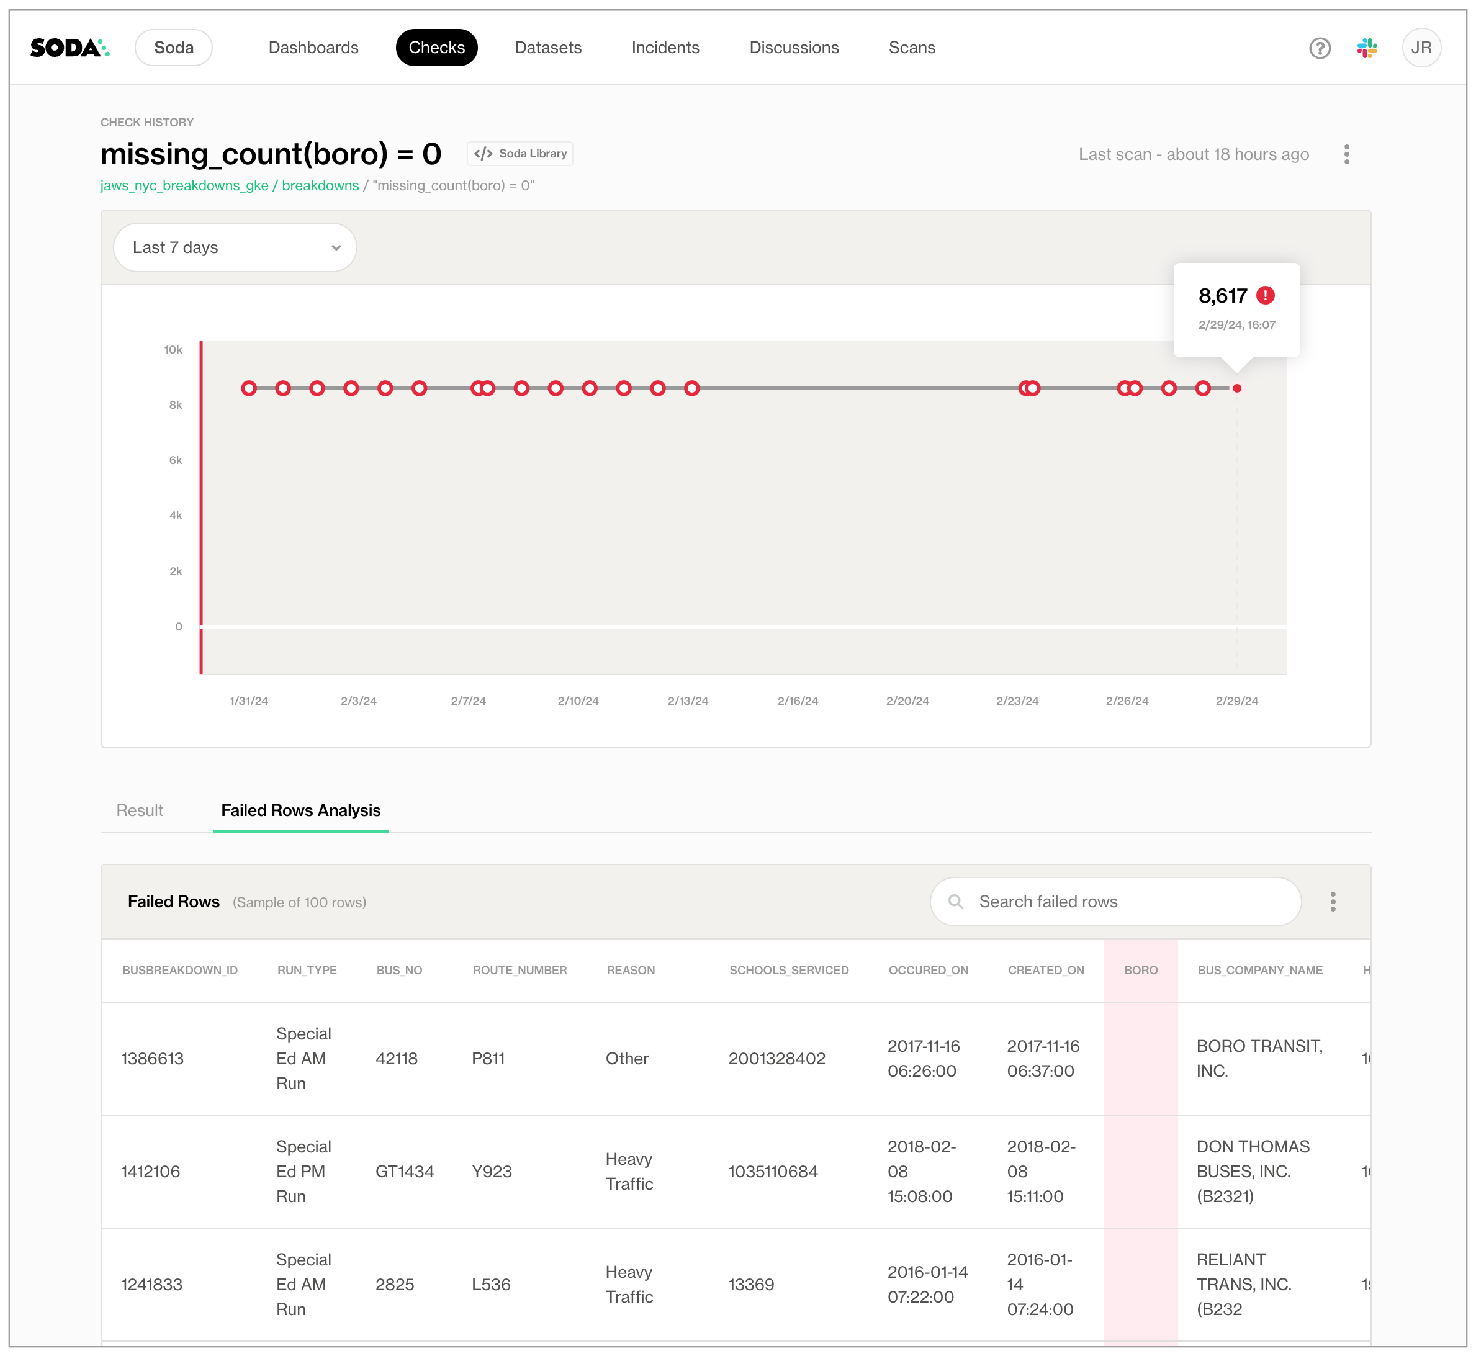 SODA Soda Dashboards Checks Datasets Incidents Discussions Scans ? JR
CHECK HISTORY
missing_count(boro) = 0 </> Soda Library Last scan - about 18 hours ago
jaws_nyc_breakdowns_gke / breakdowns / "missing_count(boro) = 0"
Last 7 days
8,617 !
2/29/24, 16:07
10k
8k
6k
4k
2k
0
1/31/24 2/3/24 2/7/24 2/10/24 2/13/24 2/16/24 2/20/24 2/23/24 2/26/24 2/29/24
Result Failed Rows Analysis
Failed Rows (Sample of 100 rows) Search failed rows
BUSBREAKDOWN_ID RUN_TYPE BUS_NO ROUTE_NUMBER REASON SCHOOLS_SERVICED OCCURED_ON CREATED_ON BORO BUS_COMPANY_NAME
1386613
Special
Ed AM
Run
42118
P811
Other
2001328402
2017-11-16
06:26:00
2017-11-16
06:37:00
BORO TRANSIT,
INC.
1412106
Special
Ed PM
Run
GT1434
Y923
Heavy
Traffic
1035110684
2018-02-
08
15:08:00
2018-02-
08
15:11:00
DON THOMAS
BUSES, INC.
(B2321)
1241833
Special
Ed AM
Run
2825
L536
Heavy
Traffic
13369
2016-01-14
07:22:00
2016-01-
14
07:24:00
RELIANT
TRANS, INC.
(B232